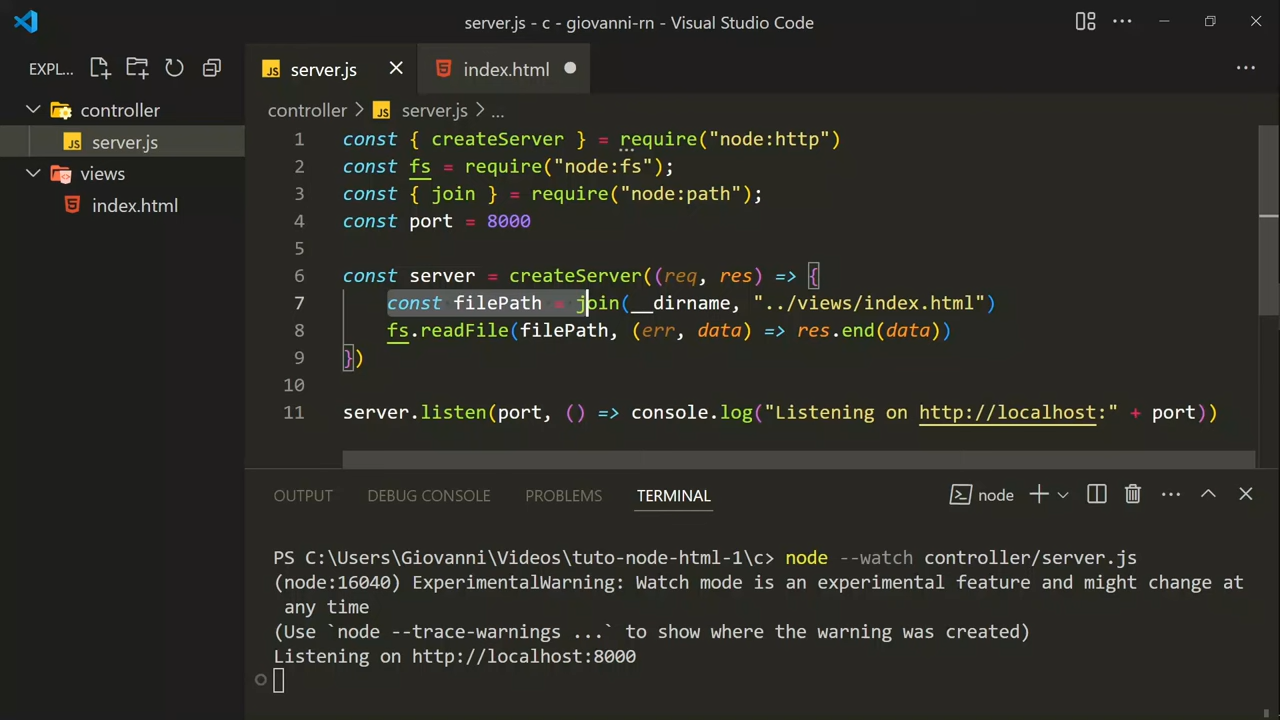 server.js - c - giovanni-rn - Visual Studio Code
EXPL...
JS server.js
index.html
controller
JS server.js
views
index.html
controller > JS server.js > ...
1 const { createServer } = require("node:http")
2 const fs = require("node:fs");
3 const { join } = require("node:path");
4 const port = 8000
5
6 const server = createServer((req, res) => {
7 const filePath = join(__dirname, "../views/index.html")
8 fs.readFile(filePath, (err, data) => res.end(data))
9 })
10
11 server.listen(port, () => console.log("Listening on http://localhost:" + port))
OUTPUT DEBUG CONSOLE PROBLEMS TERMINAL node
PS C:\Users\Giovanni\Videos\tuto-node-html-1\c> node --watch controller/server.js
(node:16040) ExperimentalWarning: Watch mode is an experimental feature and might change at
any time
(Use `node --trace-warnings ...` to show where the warning was created)
Listening on http://localhost:8000